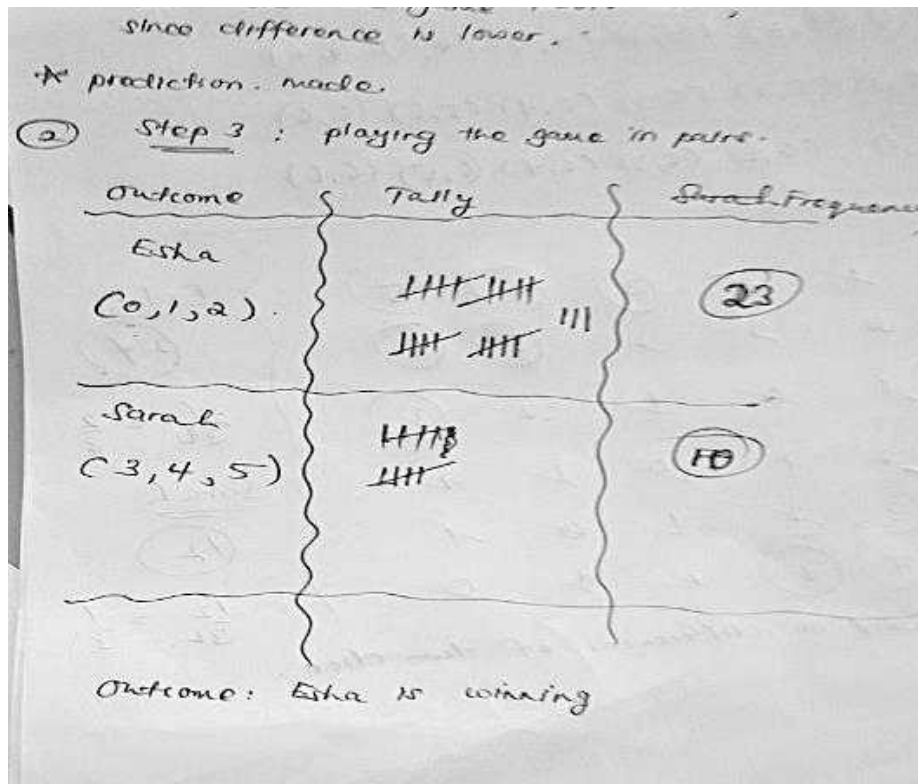 since difference is lower.
* prediction. made.
2 Step 3 : playing the game in pairs.
Outcome Tally Frequenc
Esha
(0,1,2). 23
Sarah
(3,4,5) 10
Outcome: Esha is winning